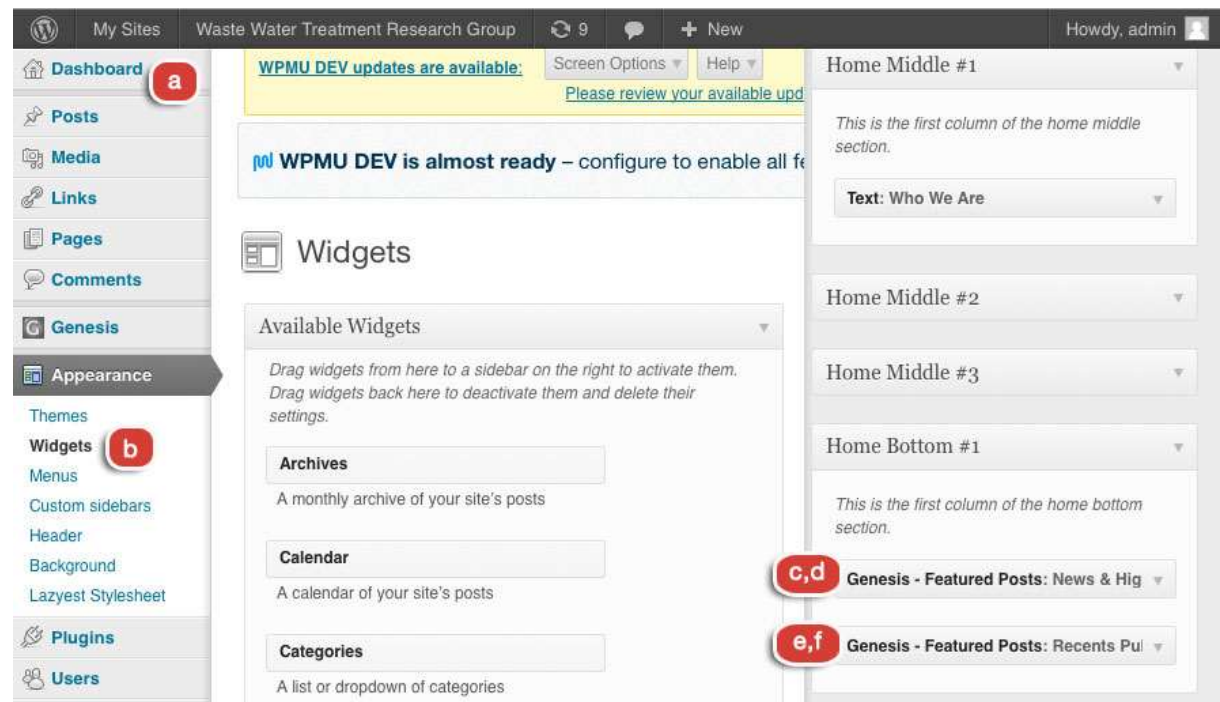 My Sites Waste Water Treatment Research Group 9 + New Howdy, admin
Dashboard
a
Posts
Media
Links
Pages
Comments
Genesis
Appearance
Themes
Widgets
b
Menus
Custom sidebars
Header
Background
Lazyest Stylesheet
Plugins
Users
WPMU DEV updates are available:
Screen Options Help
Please review your available upd
WPMU DEV is almost ready – configure to enable all fe
Widgets
Available Widgets
Drag widgets from here to a sidebar on the right to activate them.
Drag widgets back here to deactivate them and delete their
settings.
Archives
A monthly archive of your site's posts
Calendar
A calendar of your site's posts
Categories
A list or dropdown of categories
Home Middle #1
This is the first column of the home middle
section.
Text: Who We Are
Home Middle #2
Home Middle #3
Home Bottom #1
This is the first column of the home bottom
section.
c,d
Genesis - Featured Posts: News & Hig
e,f
Genesis - Featured Posts: Recents Pu